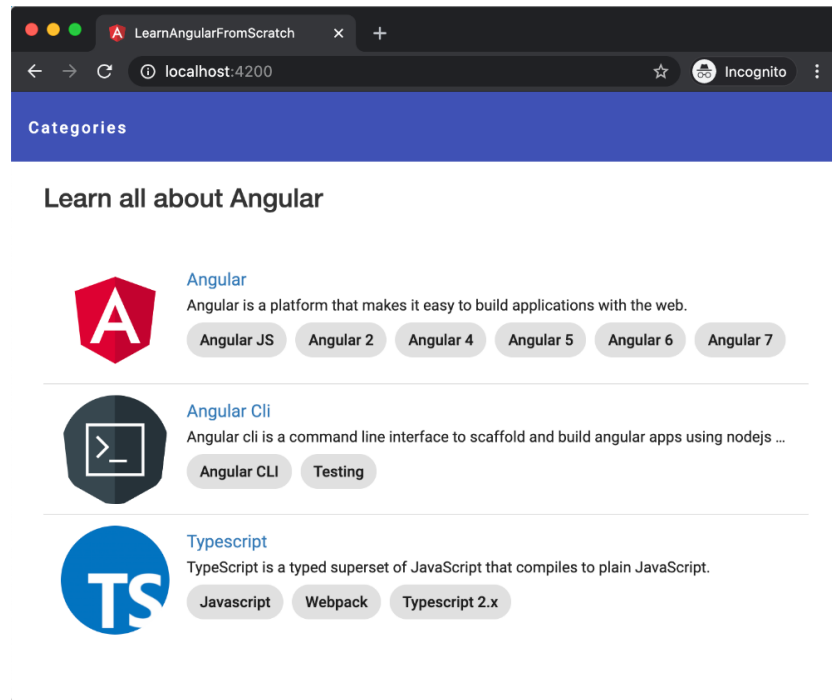 LearnAngularFromScratch
localhost:4200
Incognito
Categories
Learn all about Angular
Angular
Angular is a platform that makes it easy to build applications with the web.
Angular JS Angular 2 Angular 4 Angular 5 Angular 6 Angular 7
Angular Cli
Angular cli is a command line interface to scaffold and build angular apps using nodejs ...
Angular CLI Testing
Typescript
TS
TypeScript is a typed superset of JavaScript that compiles to plain JavaScript.
Javascript Webpack Typescript 2.x